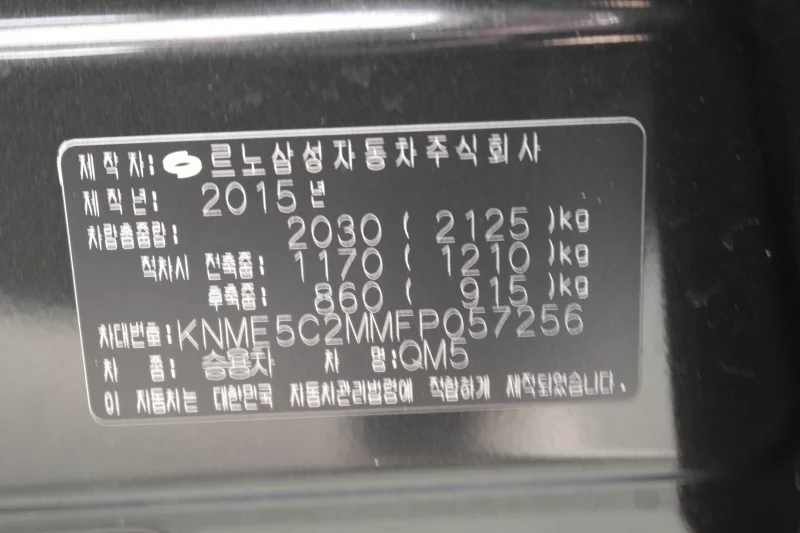 제작자: 르노삼성자동차주식회사
제작년: 2015년
차량총중량: 2030 ( 2125 )kg
적차시 전축중: 1170 ( 1210 )kg
후축중: 860 ( 915 )kg
차대번호: KNME5C2MMFP057256
차 종: 승용차 차 명: QM5
이 자동차는 대한민국 자동차관리법령에 적합하게 제작되었습니다.